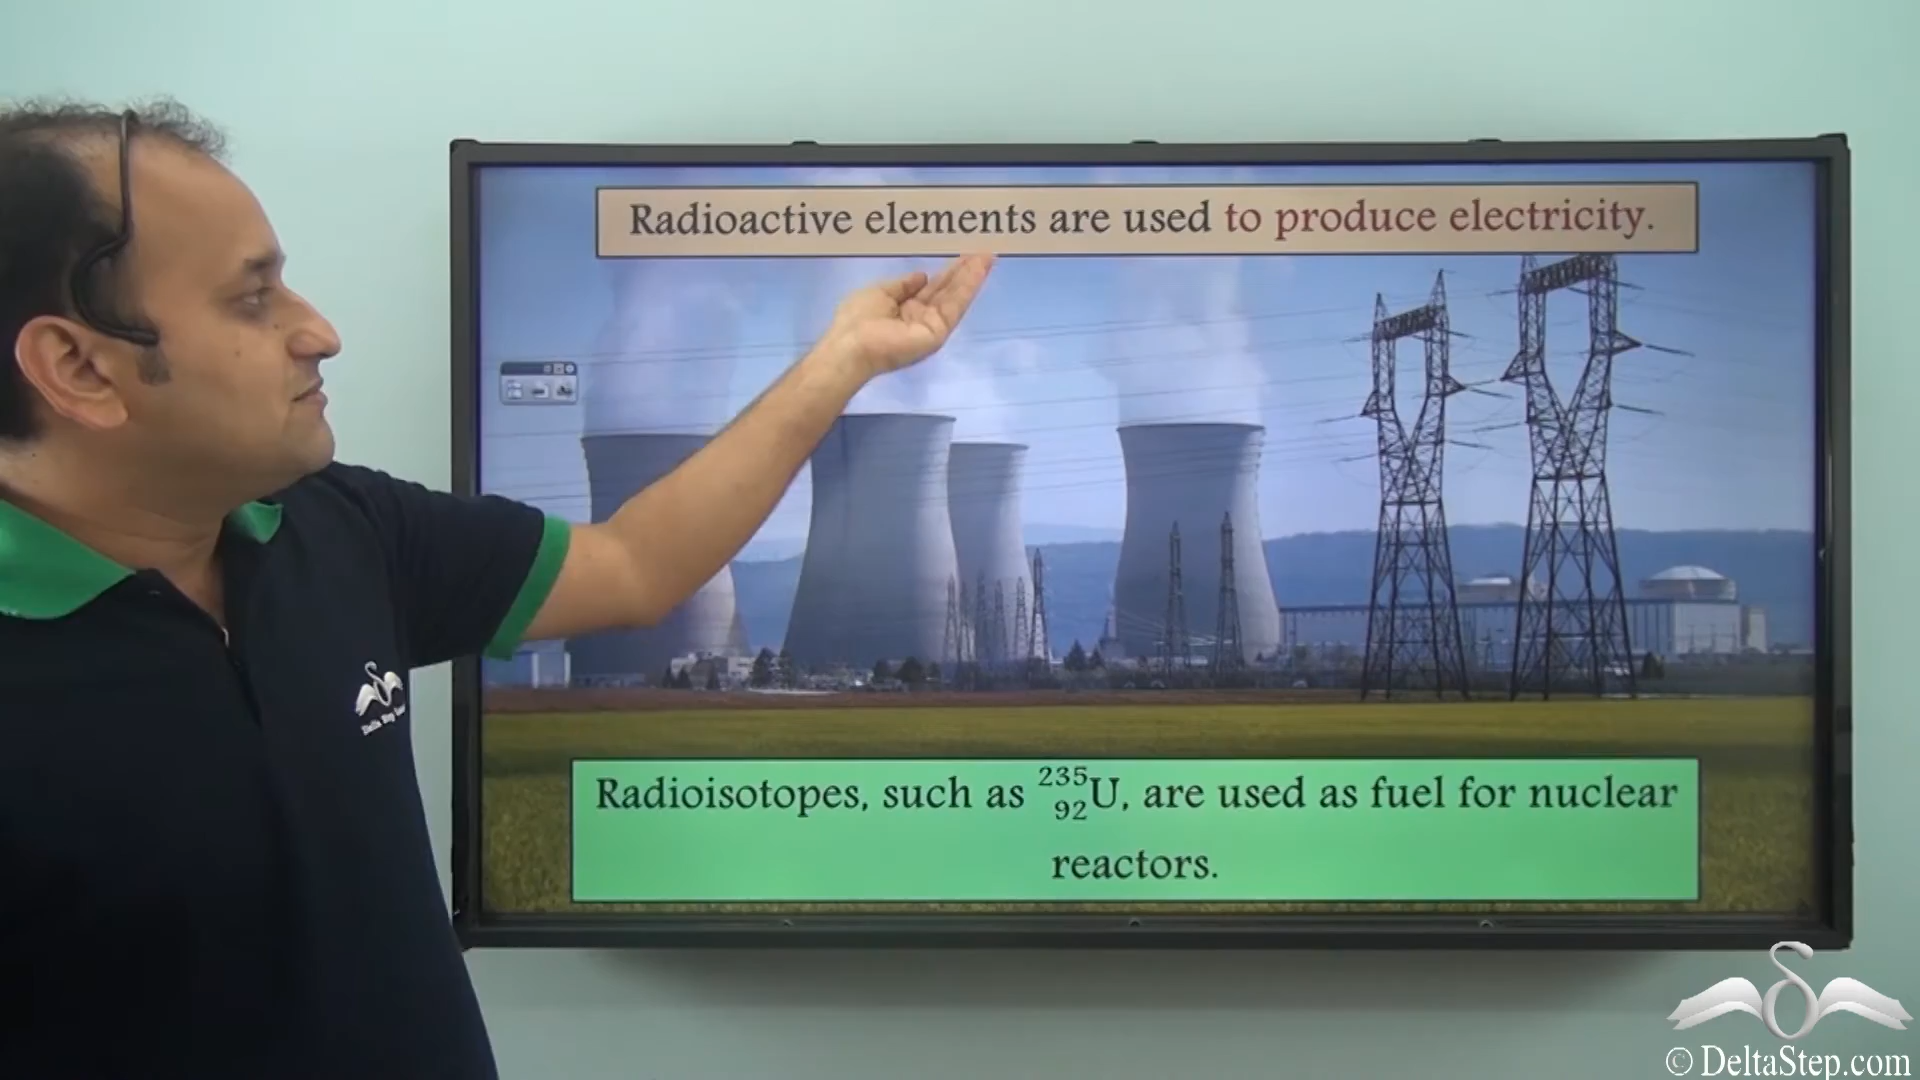 Radioactive elements are used to produce electricity.
Radioisotopes, such as ²³⁵₉₂U, are used as fuel for nuclear
reactors.
© DeltaStep.com